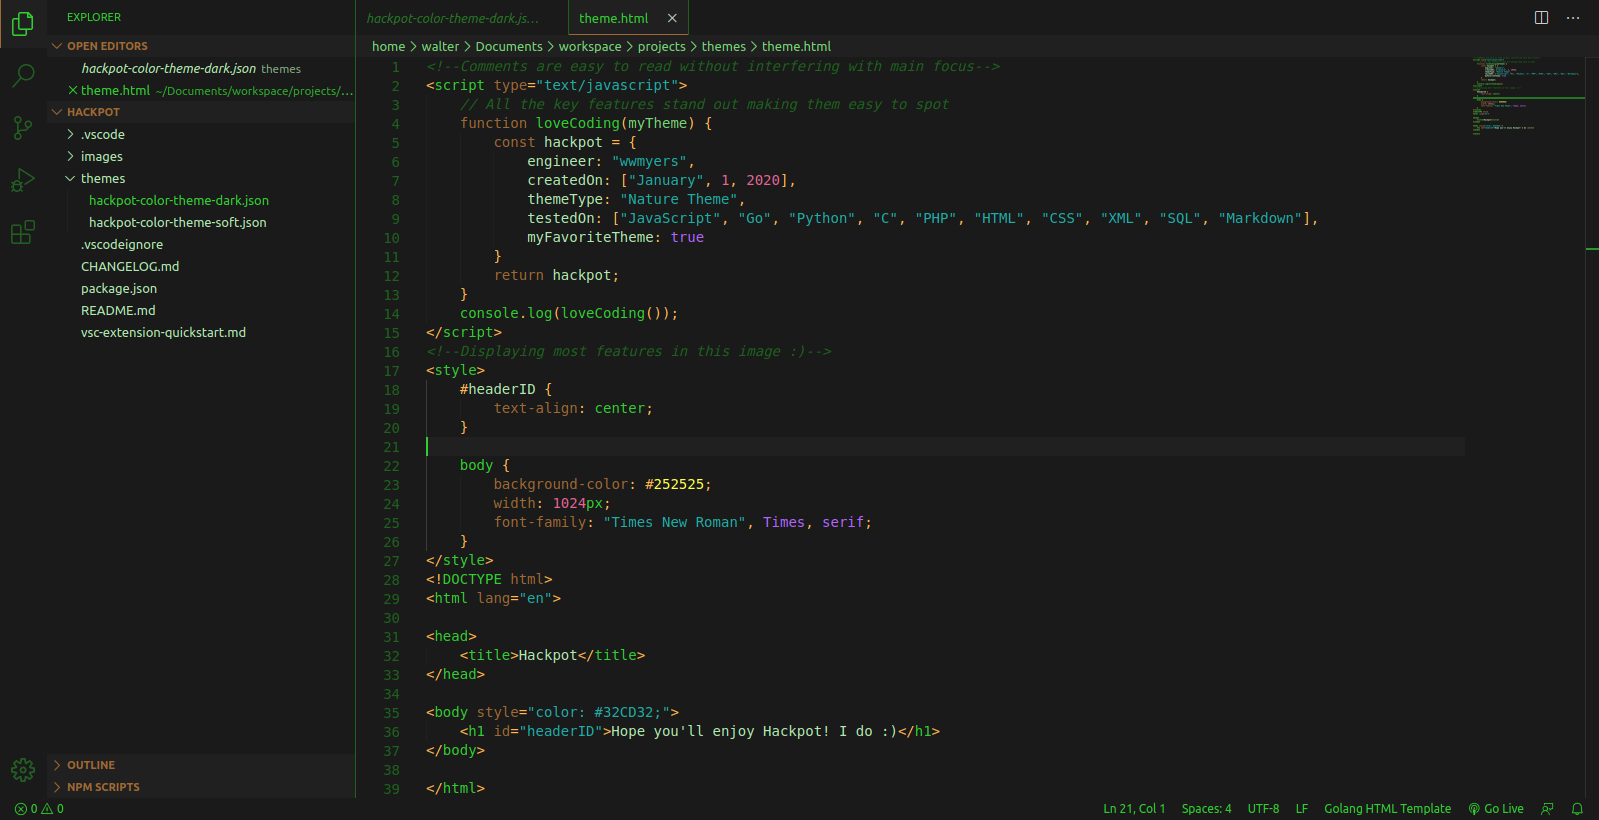 EXPLORER
OPEN EDITORS
hackpot-color-theme-dark.json themes
theme.html ~/Documents/workspace/projects/...
HACKPOT
.vscode
images
themes
hackpot-color-theme-dark.json
hackpot-color-theme-soft.json
.vscodeignore
CHANGELOG.md
package.json
README.md
vsc-extension-quickstart.md
OUTLINE
NPM SCRIPTS
hackpot-color-theme-dark.js...
theme.html
home > walter > Documents > workspace > projects > themes > theme.html
1 <!--Comments are easy to read without interfering with main focus-->
2 <script type="text/javascript">
3     // All the key features stand out making them easy to spot
4     function loveCoding(myTheme) {
5         const hackpot = {
6             engineer: "wwmyers",
7             createdOn: ["January", 1, 2020],
8             themeType: "Nature Theme",
9             testedOn: ["JavaScript", "Go", "Python", "C", "PHP", "HTML", "CSS", "XML", "SQL", "Markdown"],
10             myFavoriteTheme: true
11         }
12         return hackpot;
13     }
14     console.log(loveCoding());
15 </script>
16 <!--Displaying most features in this image :)-->
17 <style>
18     #headerID {
19         text-align: center;
20     }
21
22     body {
23         background-color: #252525;
24         width: 1024px;
25         font-family: "Times New Roman", Times, serif;
26     }
27 </style>
28 <!DOCTYPE html>
29 <html lang="en">
30
31 <head>
32     <title>Hackpot</title>
33 </head>
34
35 <body style="color: #32CD32;">
36     <h1 id="headerID">Hope you'll enjoy Hackpot! I do :)</h1>
37 </body>
38
39 </html>
0 0 Ln 21, Col 1 Spaces: 4 UTF-8 LF Golang HTML Template Go Live